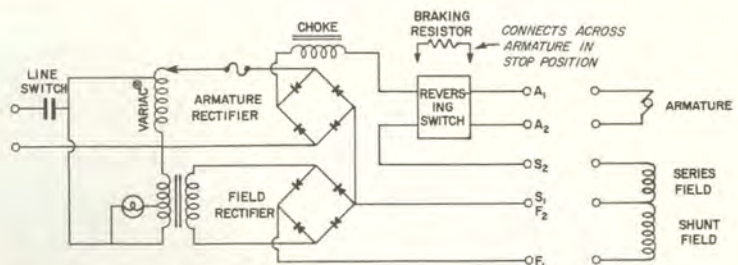 CHOKE
BRAKING
RESISTOR
CONNECTS ACROSS
ARMATURE IN
STOP POSITION
LINE
SWITCH
VARIAC®
ARMATURE
RECTIFIER
REVERS-
ING
SWITCH
A₁
A₂
ARMATURE
S₂
SERIES
FIELD
FIELD
RECTIFIER
S₁
F₂
SHUNT
FIELD
F